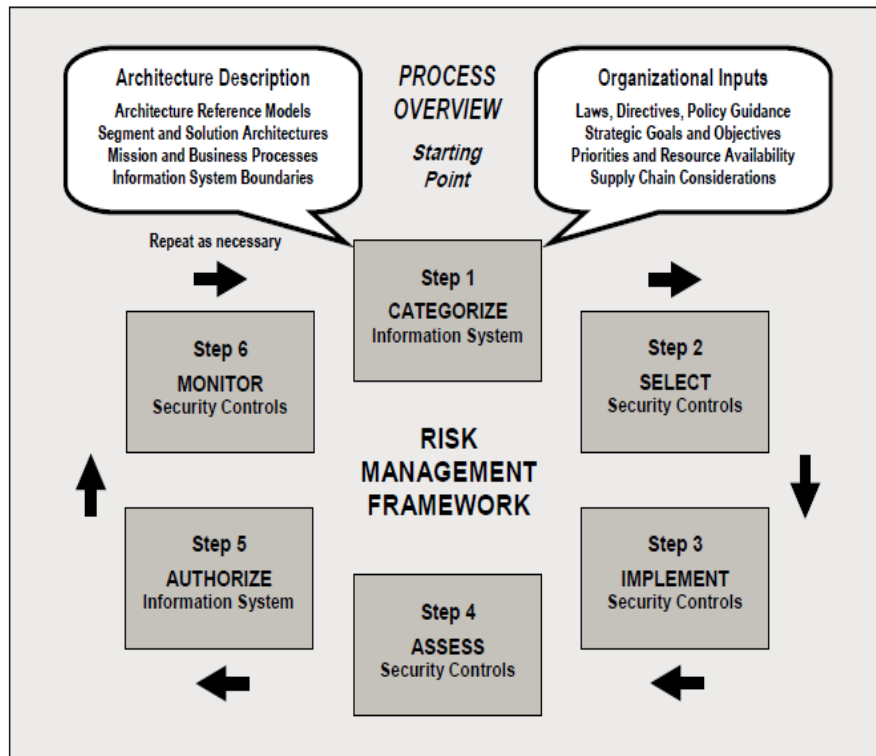 Architecture Description
Architecture Reference Models
Segment and Solution Architectures
Mission and Business Processes
Information System Boundaries
PROCESS
OVERVIEW
Starting
Point
Organizational Inputs
Laws, Directives, Policy Guidance
Strategic Goals and Objectives
Priorities and Resource Availability
Supply Chain Considerations
Repeat as necessary
Step 1
CATEGORIZE
Information System
Step 2
SELECT
Security Controls
Step 3
IMPLEMENT
Security Controls
Step 4
ASSESS
Security Controls
Step 5
AUTHORIZE
Information System
Step 6
MONITOR
Security Controls
RISK
MANAGEMENT
FRAMEWORK